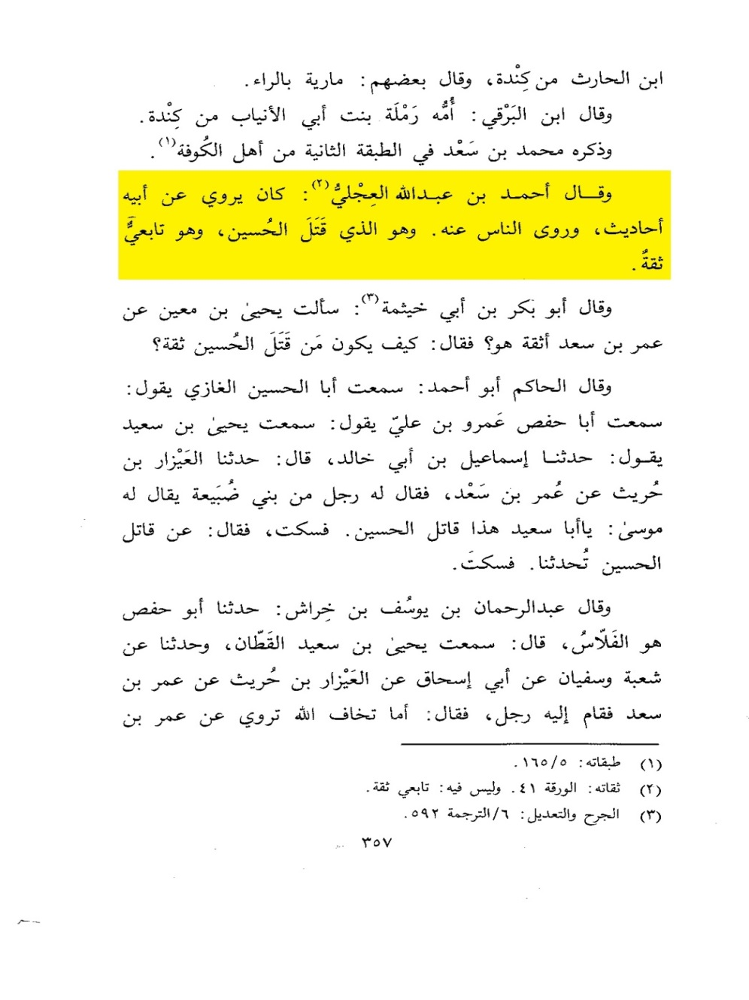 ابن الحارث من كِنْدة، وقال بعضهم: مارية بالراء.
وقال ابن البَرْقي: أُمُّه رَمْلَة بنت أبي الأنياب من كِنْدة.
وذكره محمد بن سَعْد في الطبقة الثانية من أهل الكُوفة(١).
وقـــال أحمـد بن عبـدالله العِجْليُّ(٢): كان يروي عن أبيه
أحاديث، وروى الناس عنه. وهو الذي قَتَلَ الحُسين، وهو تابعيٌّ
ثقةٌ.
وقال أبو بَكر بن أبي خيثمة(٣): سألت يحيىٰ بن معين عن
عمر بن سعد أثقة هو؟ فقال: كيف يكون مَن قَتَلَ الحُسين ثقة؟
وقال الحاكم أبو أحمد: سمعت أبا الحسين الغازي يقول:
سمعت أبا حفص عَمرو بن عليّ يقول: سمعت يحيىٰ بن سعيد
يقـول: حدثنـا إسماعيل بن أبي خالد، قال: حدثنا العَيْزار بن
حُريث عن عُمر بن سَعْد، فقال له رجل من بني ضُبَيعة يقال له
موسىٰ: ياأبا سعيد هذا قاتل الحسين. فسكت، فقال: عن قاتل
الحسين تُحدثنا. فسكتَ.
وقال عبدالرحمان بن يوسُف بن خِراش: حدثنا أبو حفص
هو الفَلّاسُ، قال: سمعت يحيىٰ بن سعيد القَطّان، وحدثنا عن
شعبة وسفيان عن أبي إسحاق عن العَيْزار بن حُريث عن عمر بن
سعد فقام إليه رجل، فقال: أما تخاف الله تروي عن عمر بن
(١) طبقاته: ١٦٥/٥.
(٢) ثقاته: الورقة ٤١. وليس فيه: تابعي ثقة.
(٣) الجرح والتعديل: ٦/الترجمة ٥٩٢.
٣٥٧